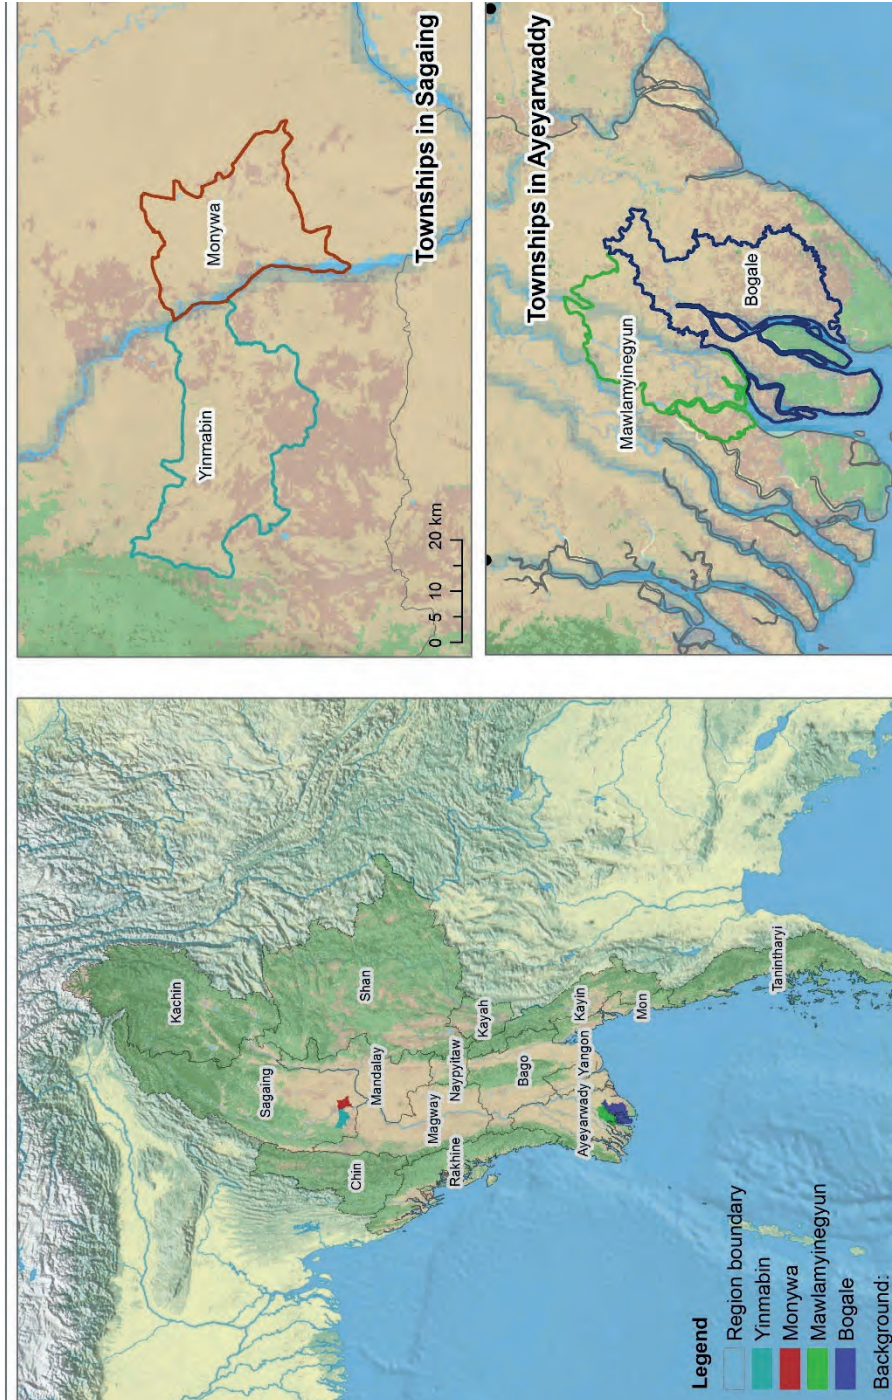 Kachin
Sagaing
Shan
Chin
Mandalay
Magway
Naypyitaw
Rakhine
Kayah
Bago
Ayeyarwady
Yangon
Kayin
Mon
Tanintharyi
Legend
Region boundary
Yinmabin
Monywa
Mawlamyinegyun
Bogale
Background:
Yinmabin
Monywa
0 5 10 20 km
Townships in Sagaing
Townships in Ayeyarwaddy
Mawlamyinegyun
Bogale